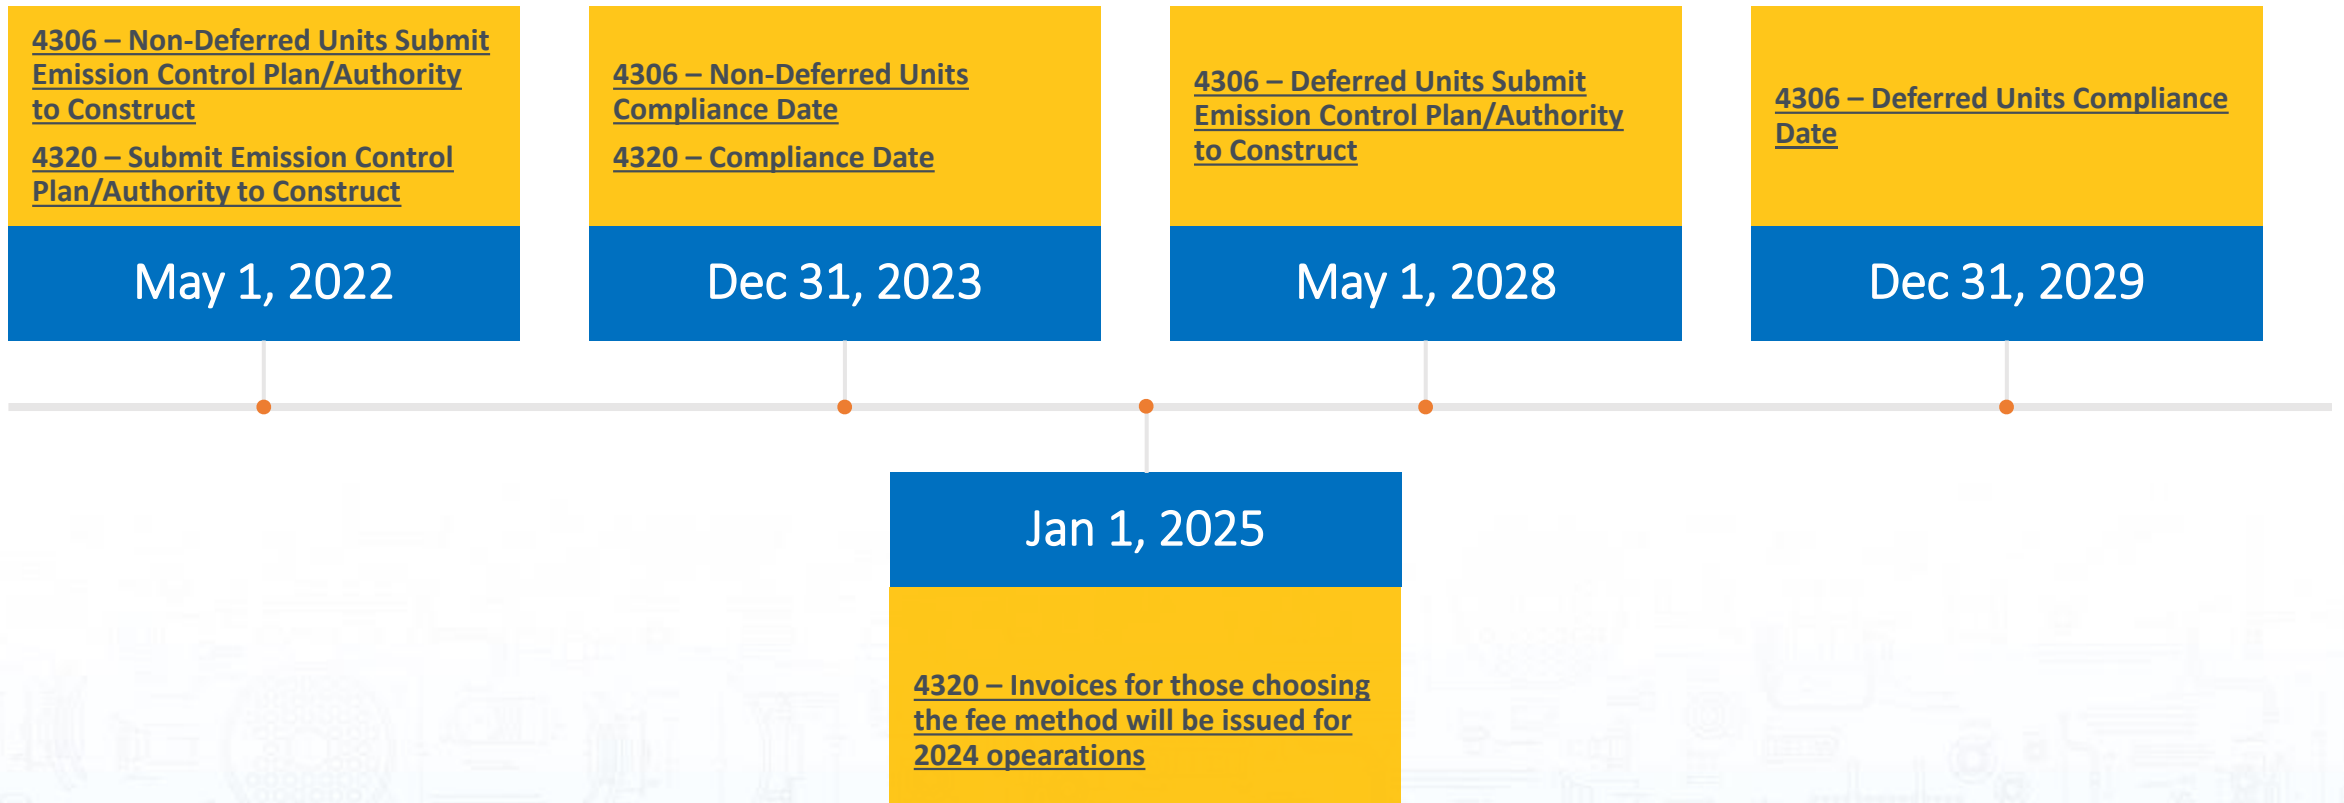 4306 – Non-Deferred Units Submit
Emission Control Plan/Authority
to Construct
4320 – Submit Emission Control
Plan/Authority to Construct
May 1, 2022
4306 – Non-Deferred Units
Compliance Date
4320 – Compliance Date
Dec 31, 2023
4306 – Deferred Units Submit
Emission Control Plan/Authority
to Construct
May 1, 2028
4306 – Deferred Units Compliance
Date
Dec 31, 2029
Jan 1, 2025
4320 – Invoices for those choosing
the fee method will be issued for
2024 opearations